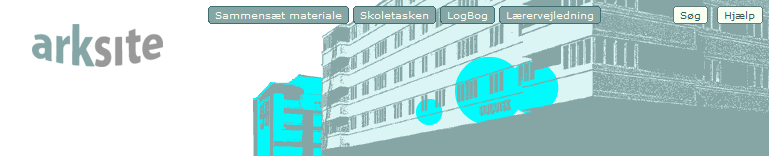 Sammensæt materiale Skoletasken LogBog Lærervejledning Søg Hjælp
arksite